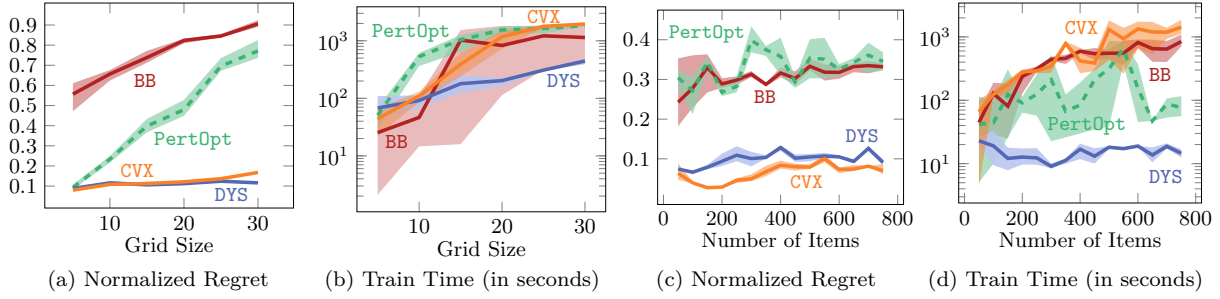 0.9
0.8
0.7
0.6
0.5
0.4
0.3
0.2
0.1
BB
PertOpt
CVX
DYS
10 20 30
Grid Size
(a) Normalized Regret
10³
10²
10¹
PertOpt
CVX
DYS
BB
10 20 30
Grid Size
(b) Train Time (in seconds)
0.4
0.3
0.2
0.1
PertOpt
BB
DYS
CVX
0 200 400 600 800
Number of Items
(c) Normalized Regret
10³
10²
10¹
CVX
BB
PertOpt
DYS
0 200 400 600 800
Number of Items
(d) Train Time (in seconds)